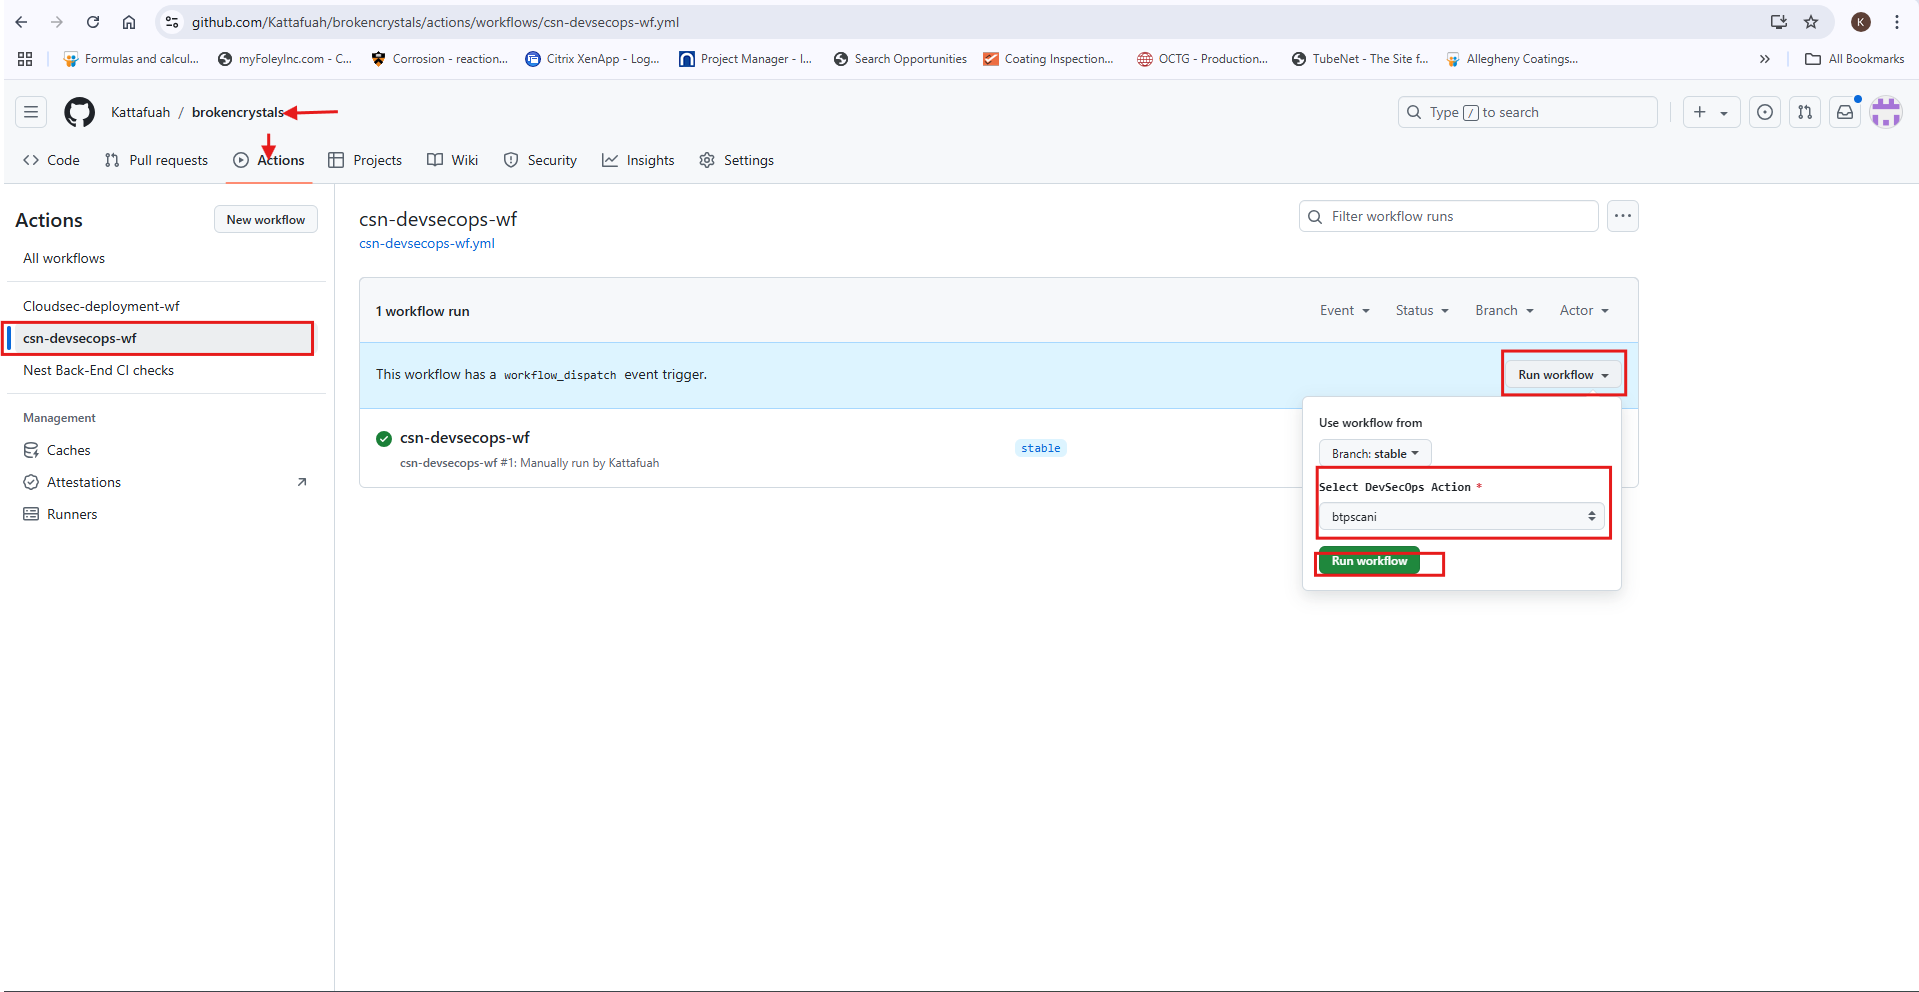 github.com/Kattafuah/brokencrystals/actions/workflows/csn-devsecops-wf.yml
K
Formulas and calcul... myFoleyInc.com - C... Corrosion - reaction... Citrix XenApp - Log... Project Manager - I... Search Opportunities Coating Inspection... OCTG - Production... TubeNet - The Site f... Allegheny Coatings... » All Bookmarks
Kattafuah / brokencrystals
Type / to search
Code Pull requests Actions Projects Wiki Security Insights Settings
Actions
New workflow
All workflows
Cloudsec-deployment-wf
csn-devsecops-wf
Nest Back-End CI checks
Management
Caches
Attestations
Runners
csn-devsecops-wf
csn-devsecops-wf.yml
Filter workflow runs
1 workflow run
Event Status Branch Actor
This workflow has a workflow_dispatch event trigger.
Run workflow
csn-devsecops-wf
csn-devsecops-wf #1: Manually run by Kattafuah
stable
Use workflow from
Branch: stable
Select DevSecOps Action *
btpscani
Run workflow